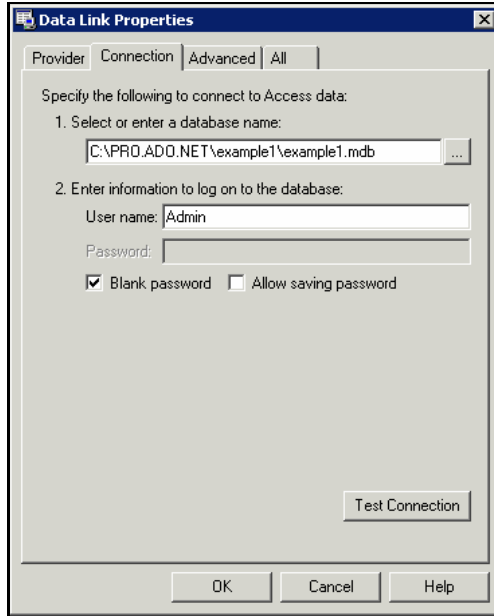 Data Link Properties
Provider Connection Advanced All
Specify the following to connect to Access data:
1. Select or enter a database name:
C:\PRO.ADO.NET\example1\example1.mdb ...
2. Enter information to log on to the database:
User name: Admin
Password:
Blank password Allow saving password
Test Connection
OK Cancel Help